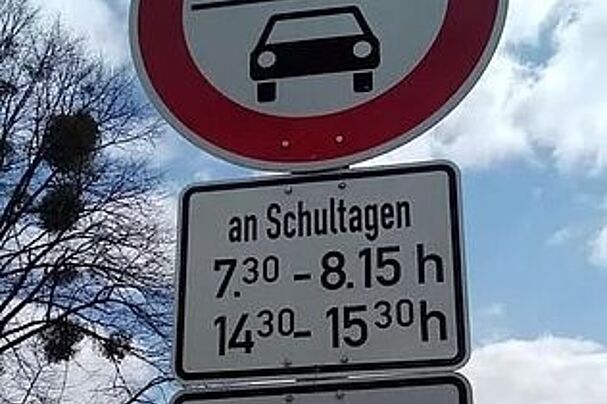 an Schultagen
7.30 - 8.15 h
14 30 - 15 30 h